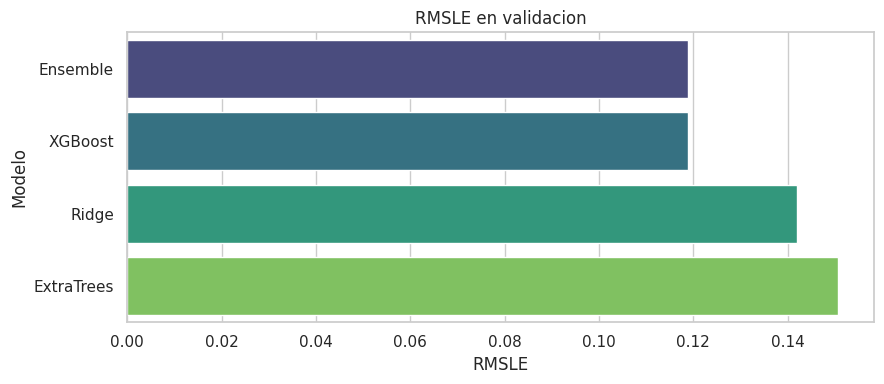 RMSLE en validacion
Modelo
Ensemble
XGBoost
Ridge
ExtraTrees
0.00 0.02 0.04 0.06 0.08 0.10 0.12 0.14
RMSLE